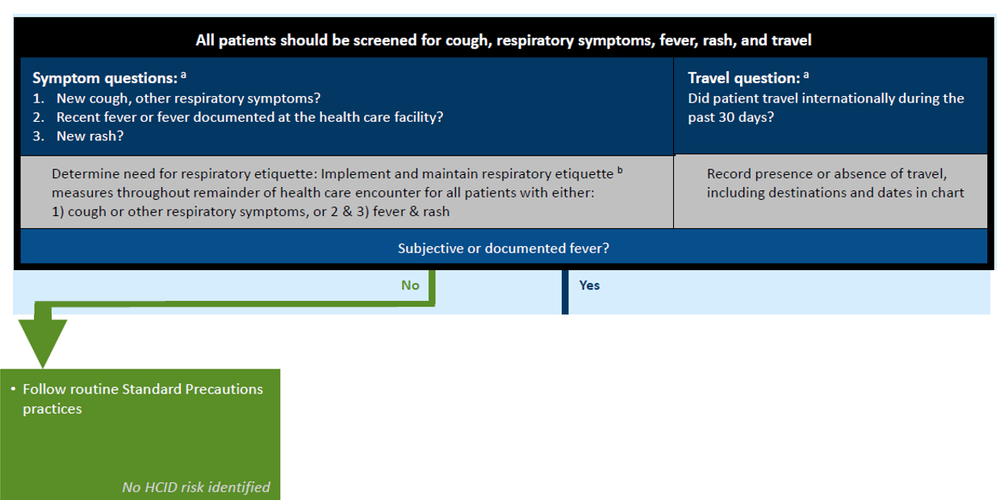 All patients should be screened for cough, respiratory symptoms, fever, rash, and travel
Symptom questions: a
1. New cough, other respiratory symptoms?
2. Recent fever or fever documented at the health care facility?
3. New rash?
Travel question: a
Did patient travel internationally during the
past 30 days?
Determine need for respiratory etiquette: Implement and maintain respiratory etiquette b
measures throughout remainder of health care encounter for all patients with either:
1) cough or other respiratory symptoms, or 2 & 3) fever & rash
Record presence or absence of travel,
including destinations and dates in chart
Subjective or documented fever?
No
Yes
• Follow routine Standard Precautions
practices
No HCID risk identified